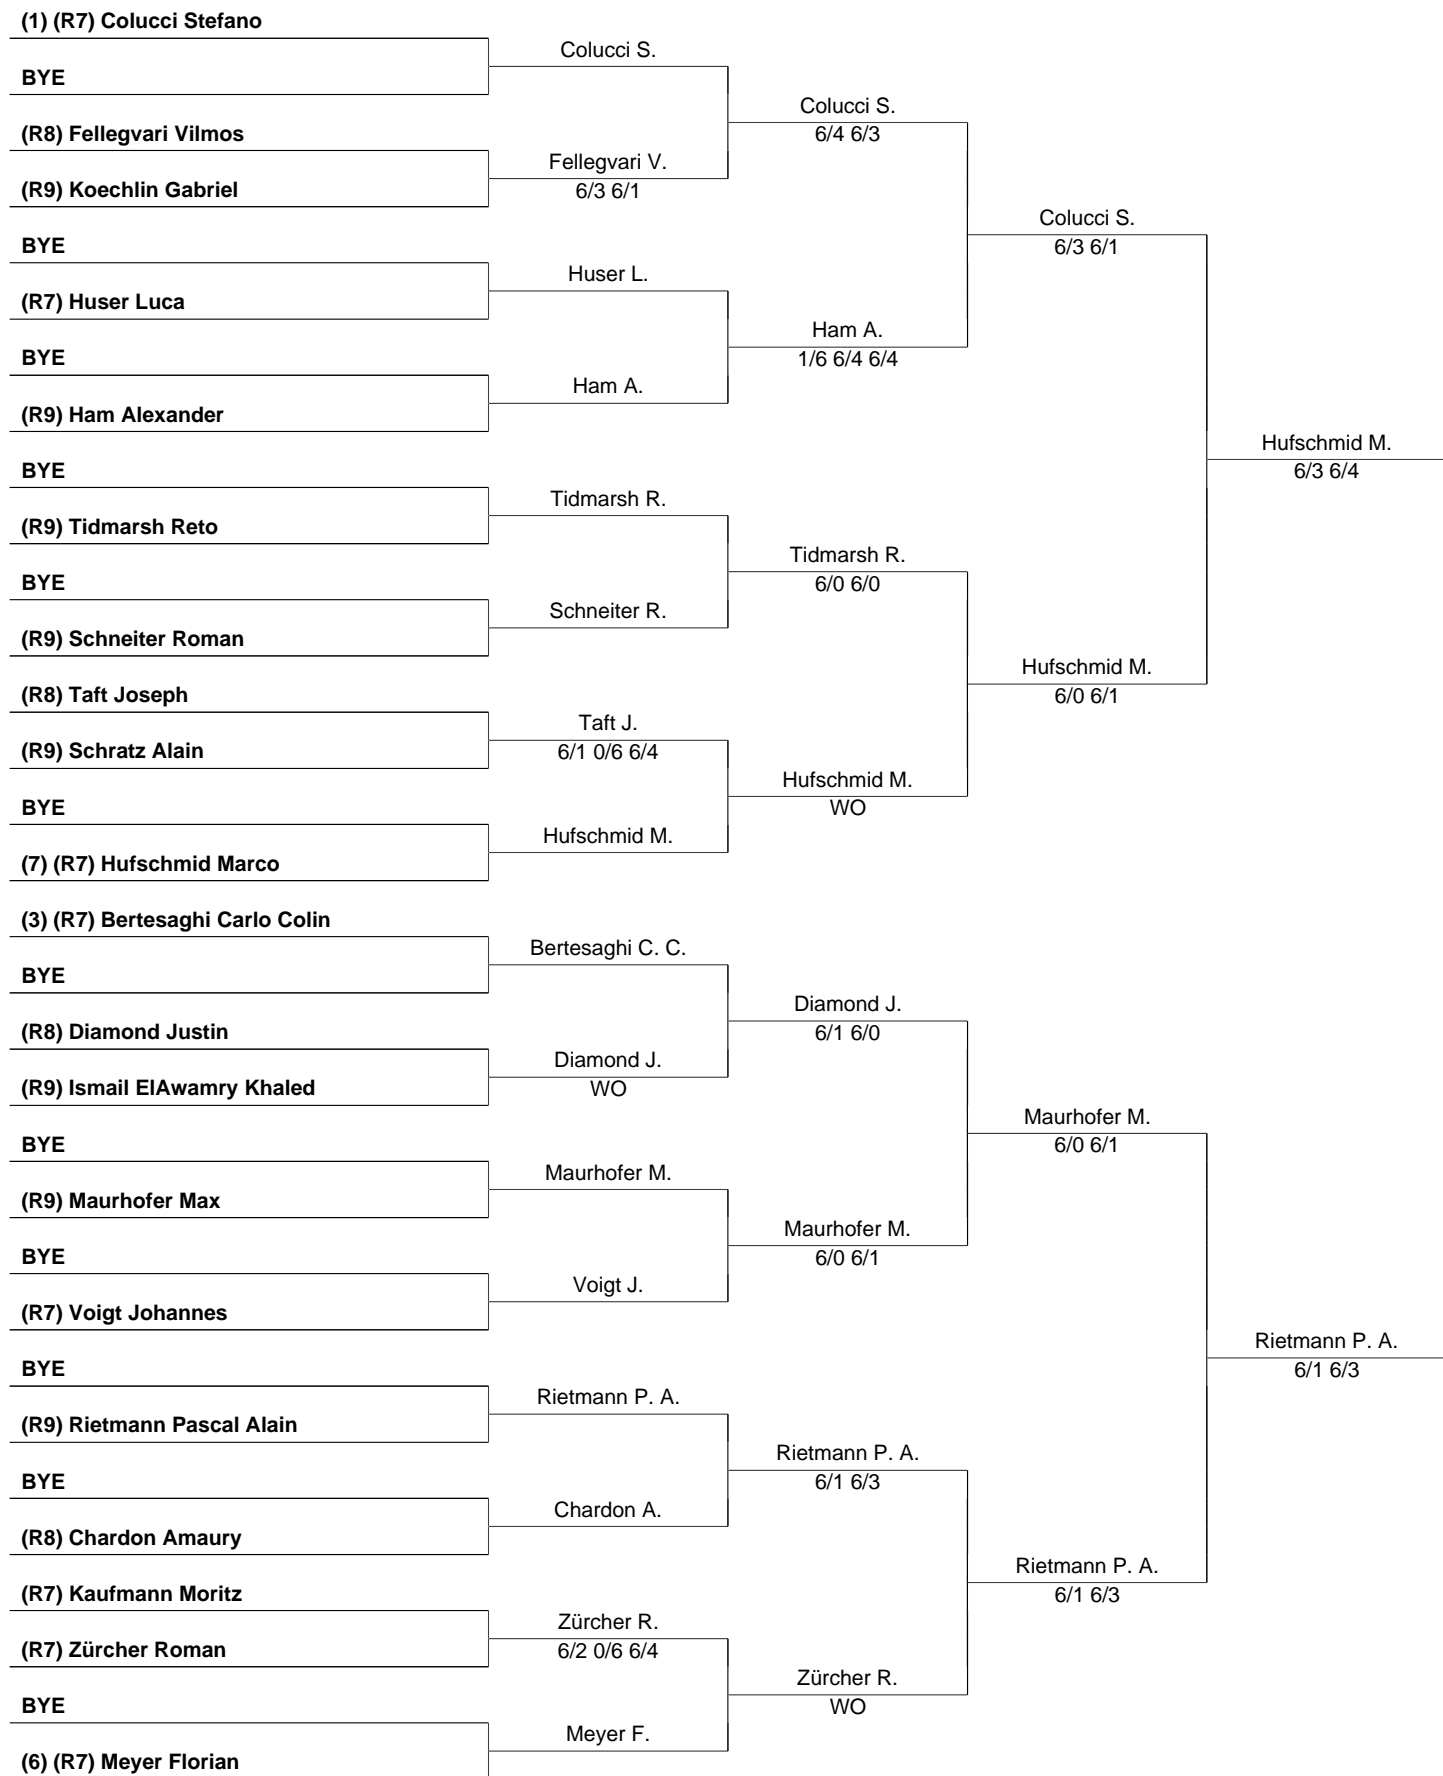 (1) (R7) Colucci Stefano
BYE
(R8) Fellegvari Vilmos
(R9) Koechlin Gabriel
BYE
(R7) Huser Luca
BYE
(R9) Ham Alexander
BYE
(R9) Tidmarsh Reto
BYE
(R9) Schneiter Roman
(R8) Taft Joseph
(R9) Schratz Alain
BYE
(7) (R7) Hufschmid Marco
(3) (R7) Bertesaghi Carlo Colin
BYE
(R8) Diamond Justin
(R9) Ismail ElAwamry Khaled
BYE
(R9) Maurhofer Max
BYE
(R7) Voigt Johannes
BYE
(R9) Rietmann Pascal Alain
BYE
(R8) Chardon Amaury
(R7) Kaufmann Moritz
(R7) Zürcher Roman
BYE
(6) (R7) Meyer Florian
Colucci S.
Fellegvari V.
6/3 6/1
Huser L.
Ham A.
Tidmarsh R.
Schneiter R.
Taft J.
6/1 0/6 6/4
Hufschmid M.
Bertesaghi C. C.
Diamond J.
WO
Maurhofer M.
Voigt J.
Rietmann P. A.
Chardon A.
Zürcher R.
6/2 0/6 6/4
Meyer F.
Colucci S.
6/4 6/3
Ham A.
1/6 6/4 6/4
Tidmarsh R.
6/0 6/0
Hufschmid M.
WO
Diamond J.
6/1 6/0
Maurhofer M.
6/0 6/1
Rietmann P. A.
6/1 6/3
Zürcher R.
WO
Colucci S.
6/3 6/1
Hufschmid M.
6/0 6/1
Maurhofer M.
6/0 6/1
Rietmann P. A.
6/1 6/3
Hufschmid M.
6/3 6/4
Rietmann P. A.
6/1 6/3